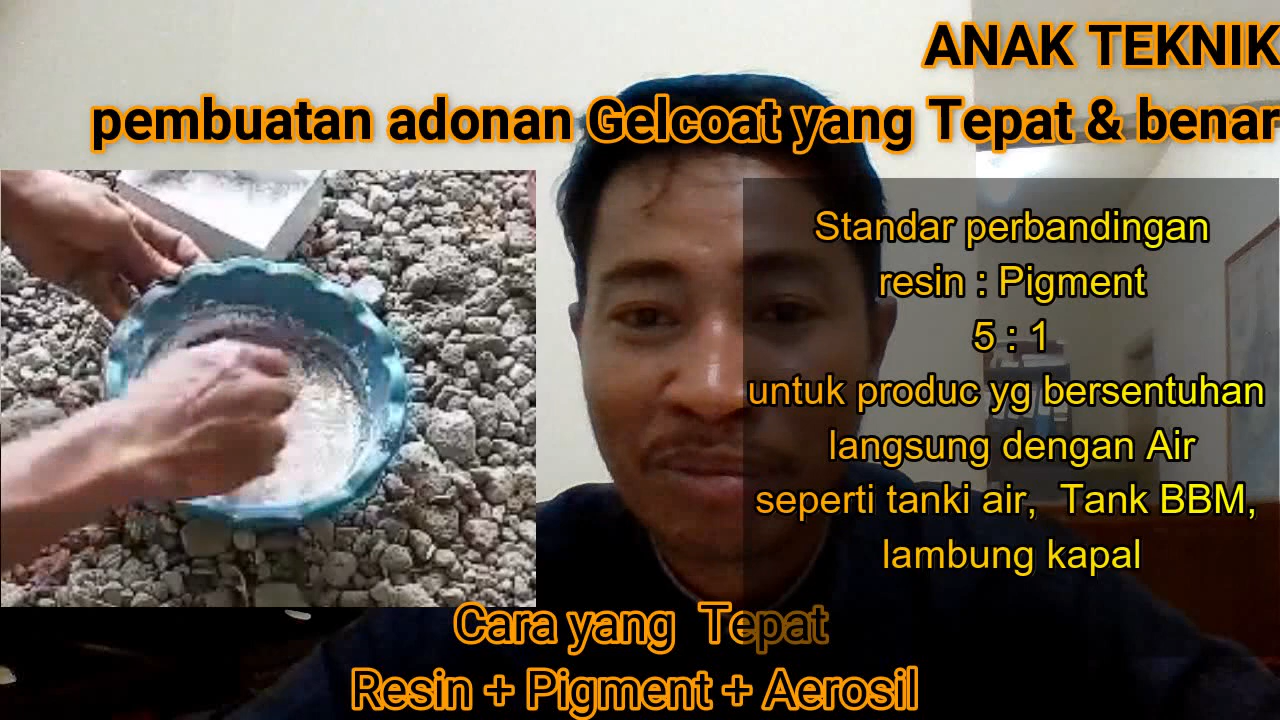 ANAK TEKNIK
pembuatan adonan Gelcoat yang Tepat & benar
Standar perbandingan
resin : Pigment
5 : 1
untuk produc yg bersentuhan
langsung dengan Air
seperti tanki air, Tank BBM,
lambung kapal
Cara yang Tepat
Resin + Pigment + Aerosil